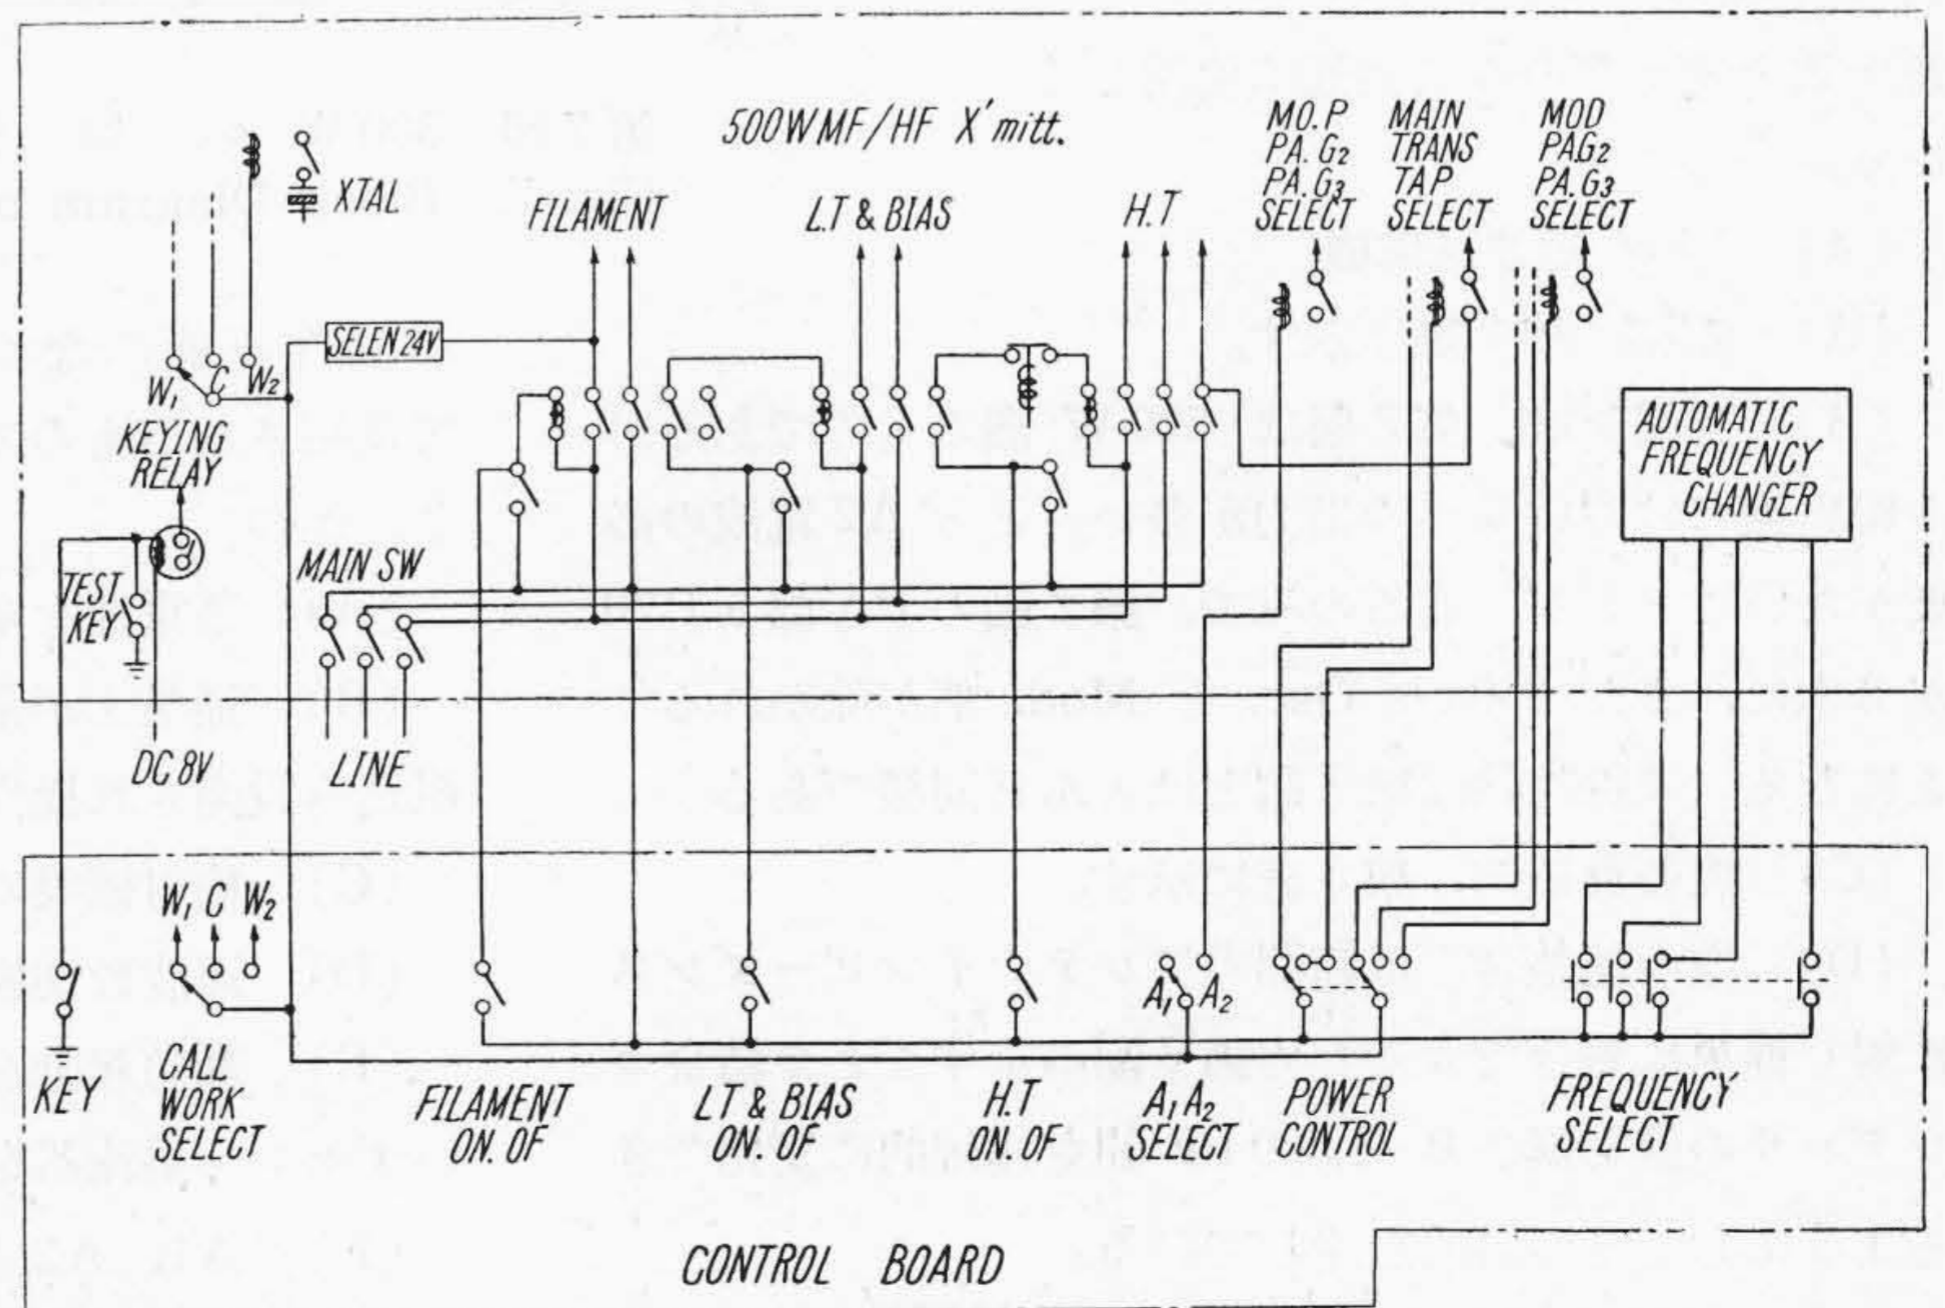 500W MF/HF X'mitt.
MO. P
PA. G2
PA. G3
SELECT
MAIN
TRANS
TAP
SELECT
MOD
PAG2
PA. G3
SELECT
XTAL
FILAMENT
L.T & BIAS
H.T
SELEN 24V
W1
C
W2
KEYING
RELAY
AUTOMATIC
FREQUENCY
CHANGER
TEST
KEY
MAIN SW
DC 8V
LINE
W1 C W2
A1
A2
KEY
CALL
WORK
SELECT
FILAMENT
ON. OF
LT & BIAS
ON. OF
H.T
ON. OF
A1 A2
SELECT
POWER
CONTROL
FREQUENCY
SELECT
CONTROL BOARD